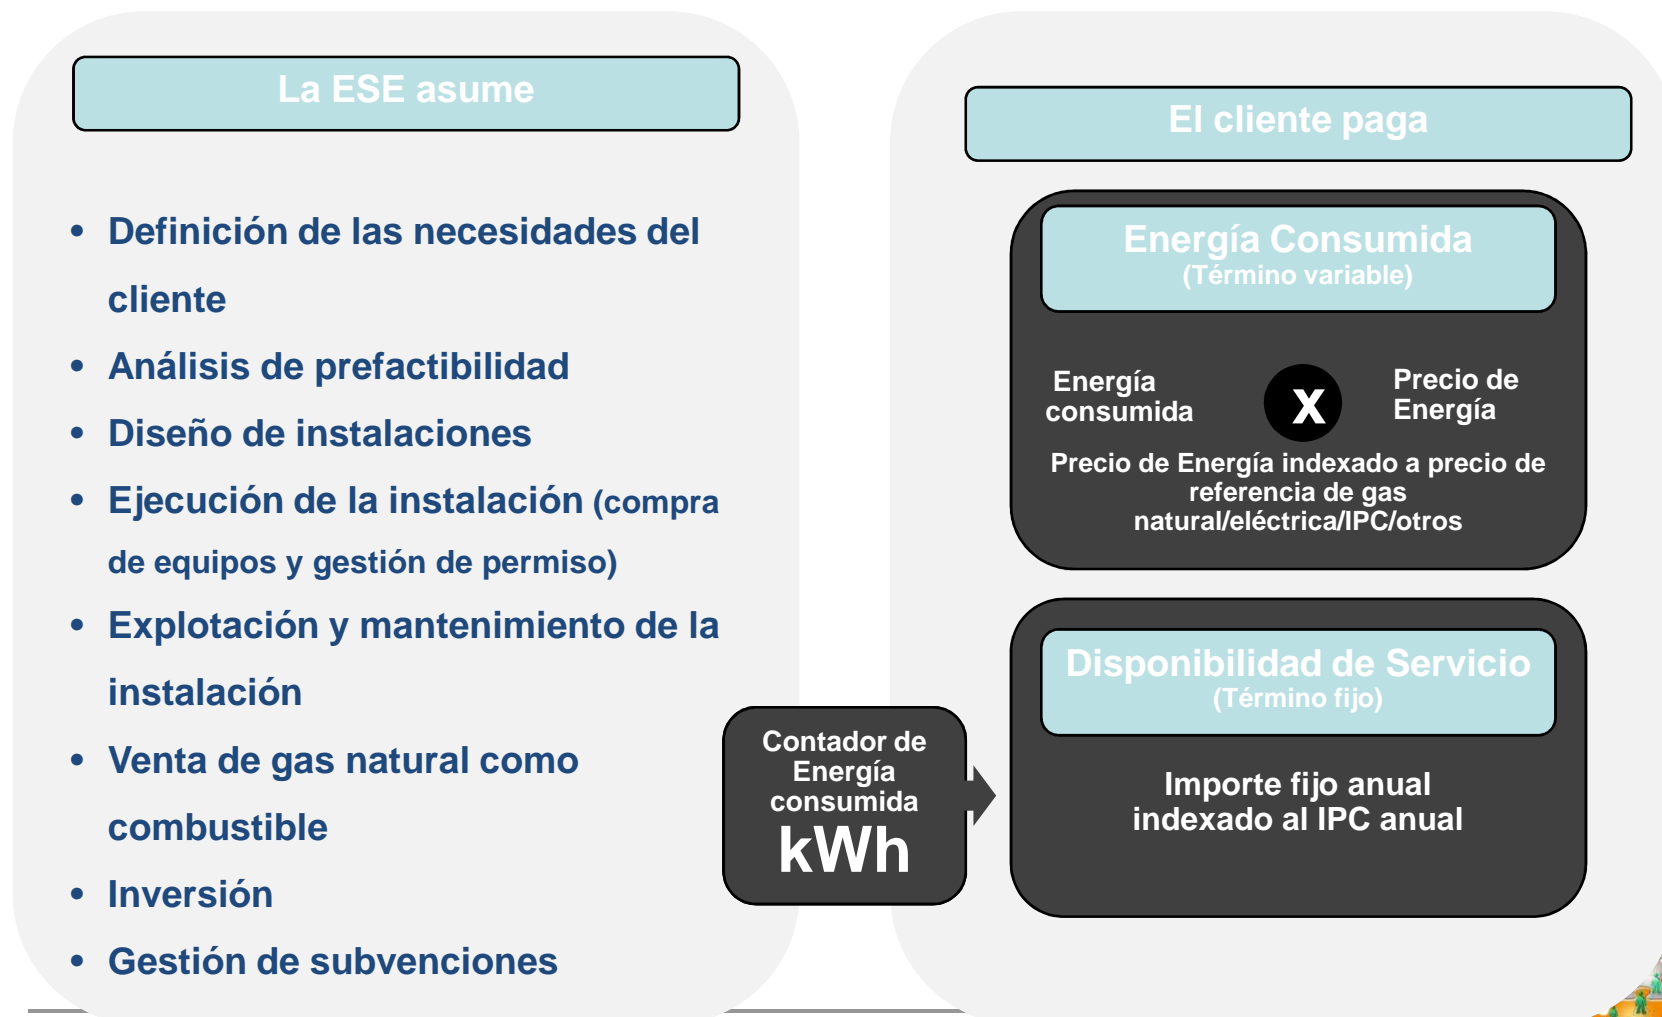 La ESE asume
• Definición de las necesidades del
cliente
• Análisis de prefactibilidad
• Diseño de instalaciones
• Ejecución de la instalación (compra
de equipos y gestión de permiso)
• Explotación y mantenimiento de la
instalación
• Venta de gas natural como
combustible
• Inversión
• Gestión de subvenciones
Contador de
Energía
consumida
kWh
El cliente paga
Energía Consumida
(Término variable)
Energía
consumida
x
Precio de
Energía
Precio de Energía indexado a precio de
referencia de gas
natural/eléctrica/IPC/otros
Disponibilidad de Servicio
(Término fijo)
Importe fijo anual
indexado al IPC anual